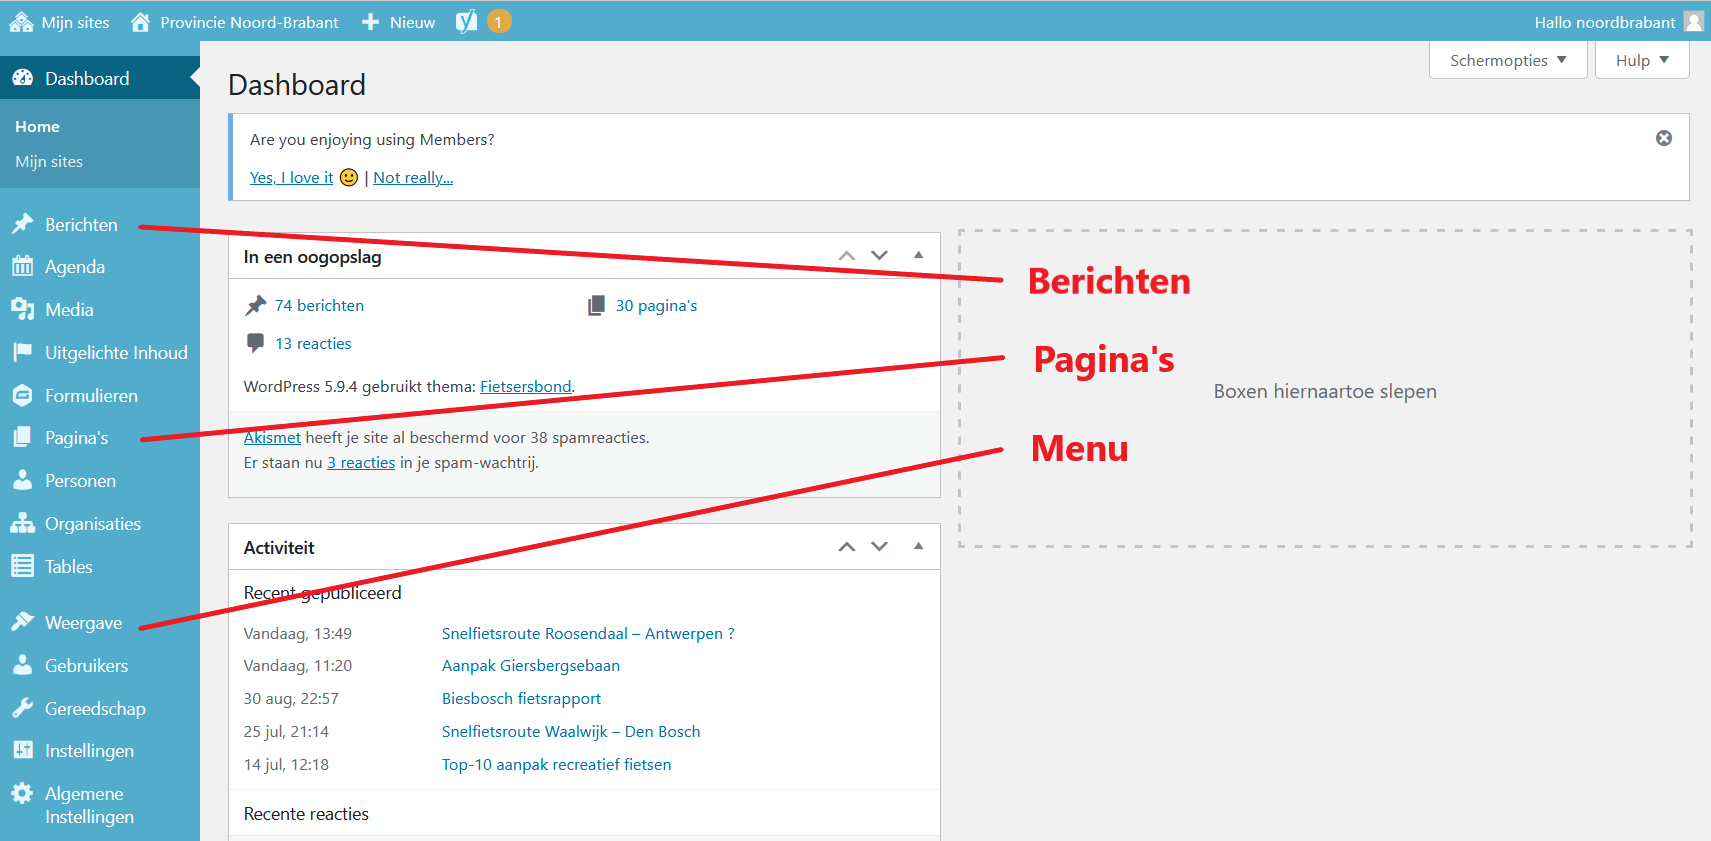 Mijn sites Provincie Noord-Brabant Nieuw 1 Hallo noordbrabant
Dashboard
Home
Mijn sites
Berichten
Agenda
Media
Uitgelichte Inhoud
Formulieren
Pagina's
Personen
Organisaties
Tables
Weergave
Gebruikers
Gereedschap
Instellingen
Algemene
Instellingen
Schermopties Hulp
Dashboard
Are you enjoying using Members?
Yes, I love it 🙂 | Not really...
In een oogopslag
74 berichten 30 pagina's
13 reacties
WordPress 5.9.4 gebruikt thema: Fietsersbond.
Akismet heeft je site al beschermd voor 38 spamreacties.
Er staan nu 3 reacties in je spam-wachtrij.
Activiteit
Recent gepubliceerd
Vandaag, 13:49 Snelfietsroute Roosendaal – Antwerpen ?
Vandaag, 11:20 Aanpak Giersbergsebaan
30 aug, 22:57 Biesbosch fietsrapport
25 jul, 21:14 Snelfietsroute Waalwijk – Den Bosch
14 jul, 12:18 Top-10 aanpak recreatief fietsen
Recente reacties
Berichten
Pagina's
Boxen hiernaartoe slepen
Menu